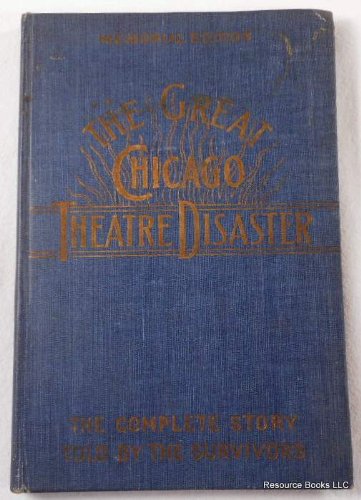 MEMORIAL EDITION
THE GREAT
CHICAGO
THEATRE DISASTER
THE COMPLETE STORY
TOLD BY THE SURVIVORS
Resource Books LLC